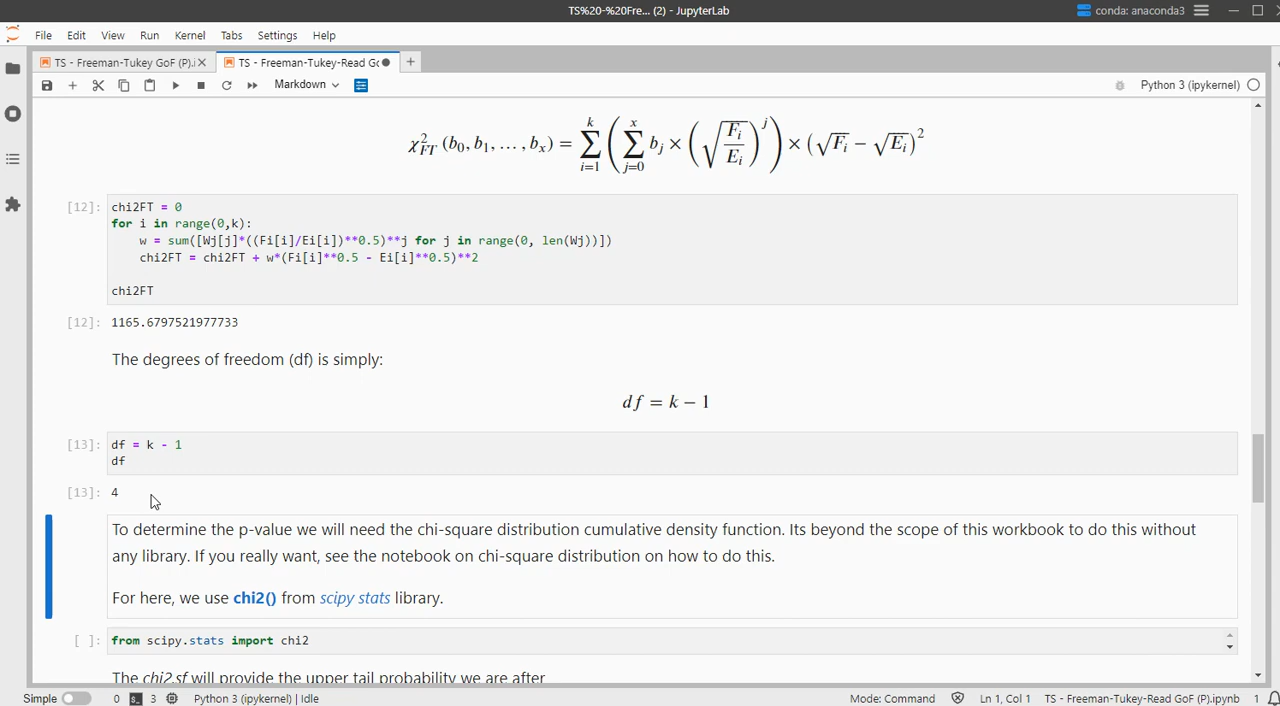 TS%20-%20Fre... (2) - JupyterLab
conda: anaconda3
File Edit View Run Kernel Tabs Settings Help
TS - Freeman-Tukey GoF (P).i
TS - Freeman-Tukey-Read Go
Markdown
Python 3 (ipykernel)
χ²_FT (b₀, b₁, … , bₓ) = ∑_{i=1}^{k} ( ∑_{j=0}^{x} b_j × ( √(F_i/E_i) )^j ) × (√F_i − √E_i)²
[12]: chi2FT = 0
for i in range(0,k):
w = sum([Wj[j]*((Fi[i]/Ei[i])**0.5)**j for j in range(0, len(Wj))])
chi2FT = chi2FT + w*(Fi[i]**0.5 - Ei[i]**0.5)**2
chi2FT
[12]: 1165.6797521977733
The degrees of freedom (df) is simply:
df = k − 1
[13]: df = k - 1
df
[13]: 4
To determine the p-value we will need the chi-square distribution cumulative density function. Its beyond the scope of this workbook to do this without
any library. If you really want, see the notebook on chi-square distribution on how to do this.
For here, we use chi2() from scipy stats library.
[ ]: from scipy.stats import chi2
The chi2.sf will provide the upper tail probability we are after
Simple 0 3 Python 3 (ipykernel) | Idle Mode: Command Ln 1, Col 1 TS - Freeman-Tukey-Read GoF (P).ipynb 1